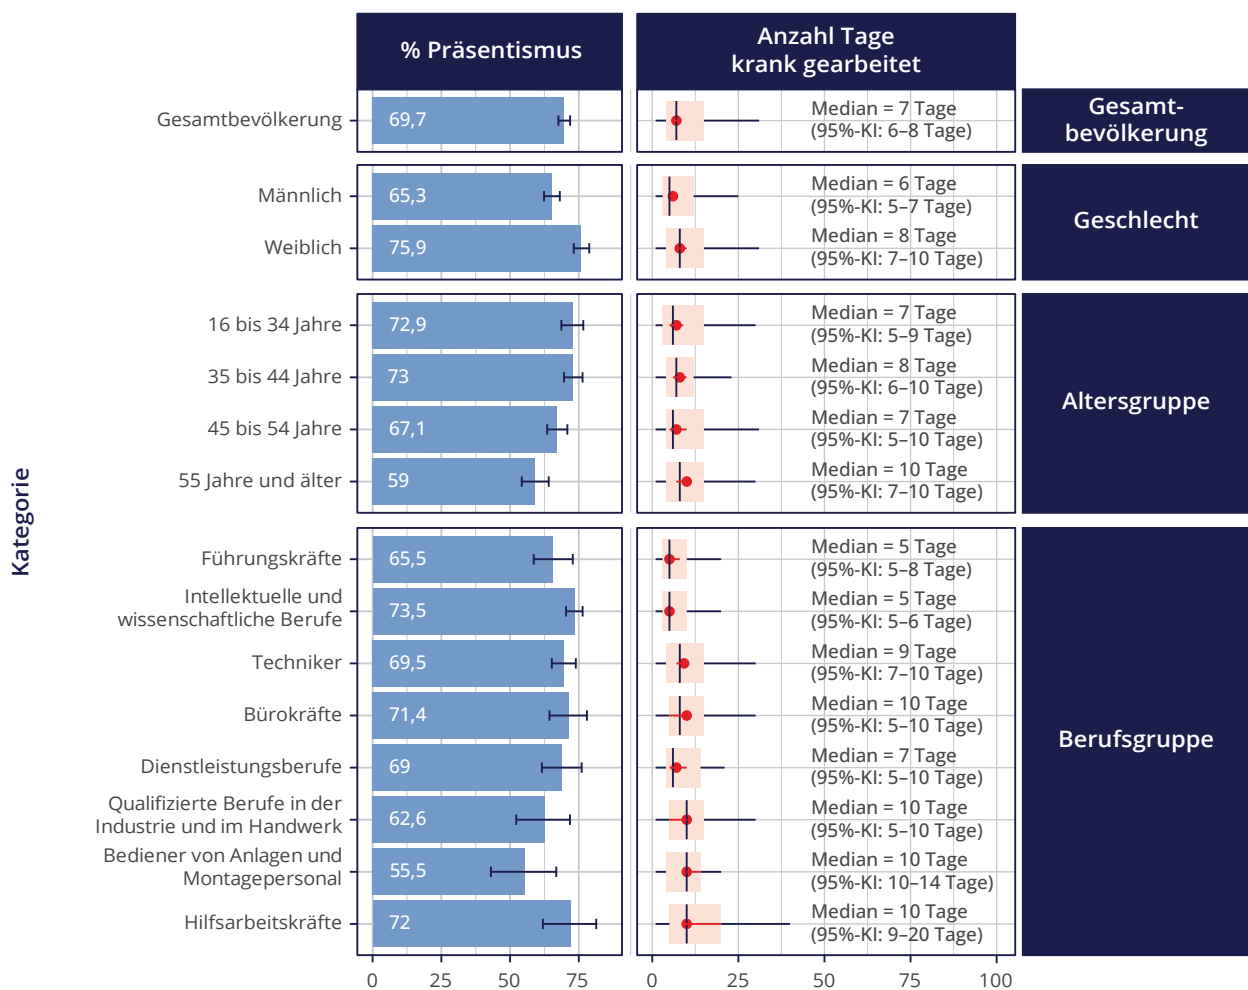 % Präsentismus
Anzahl Tage
krank gearbeitet
Kategorie
Gesamtbevölkerung
69,7
Median = 7 Tage
(95%-KI: 6–8 Tage)
Gesamt-
bevölkerung
Männlich
65,3
Median = 6 Tage
(95%-KI: 5–7 Tage)
Weiblich
75,9
Median = 8 Tage
(95%-KI: 7–10 Tage)
Geschlecht
16 bis 34 Jahre
72,9
Median = 7 Tage
(95%-KI: 5–9 Tage)
35 bis 44 Jahre
73
Median = 8 Tage
(95%-KI: 6–10 Tage)
45 bis 54 Jahre
67,1
Median = 7 Tage
(95%-KI: 5–10 Tage)
55 Jahre und älter
59
Median = 10 Tage
(95%-KI: 7–10 Tage)
Altersgruppe
Führungskräfte
65,5
Median = 5 Tage
(95%-KI: 5–8 Tage)
Intellektuelle und
wissenschaftliche Berufe
73,5
Median = 5 Tage
(95%-KI: 5–6 Tage)
Techniker
69,5
Median = 9 Tage
(95%-KI: 7–10 Tage)
Bürokräfte
71,4
Median = 10 Tage
(95%-KI: 5–10 Tage)
Dienstleistungsberufe
69
Median = 7 Tage
(95%-KI: 5–10 Tage)
Qualifizierte Berufe in der
Industrie und im Handwerk
62,6
Median = 10 Tage
(95%-KI: 5–10 Tage)
Bediener von Anlagen und
Montagepersonal
55,5
Median = 10 Tage
(95%-KI: 10–14 Tage)
Hilfsarbeitskräfte
72
Median = 10 Tage
(95%-KI: 9–20 Tage)
Berufsgruppe
0 25 50 75
0 25 50 75 100